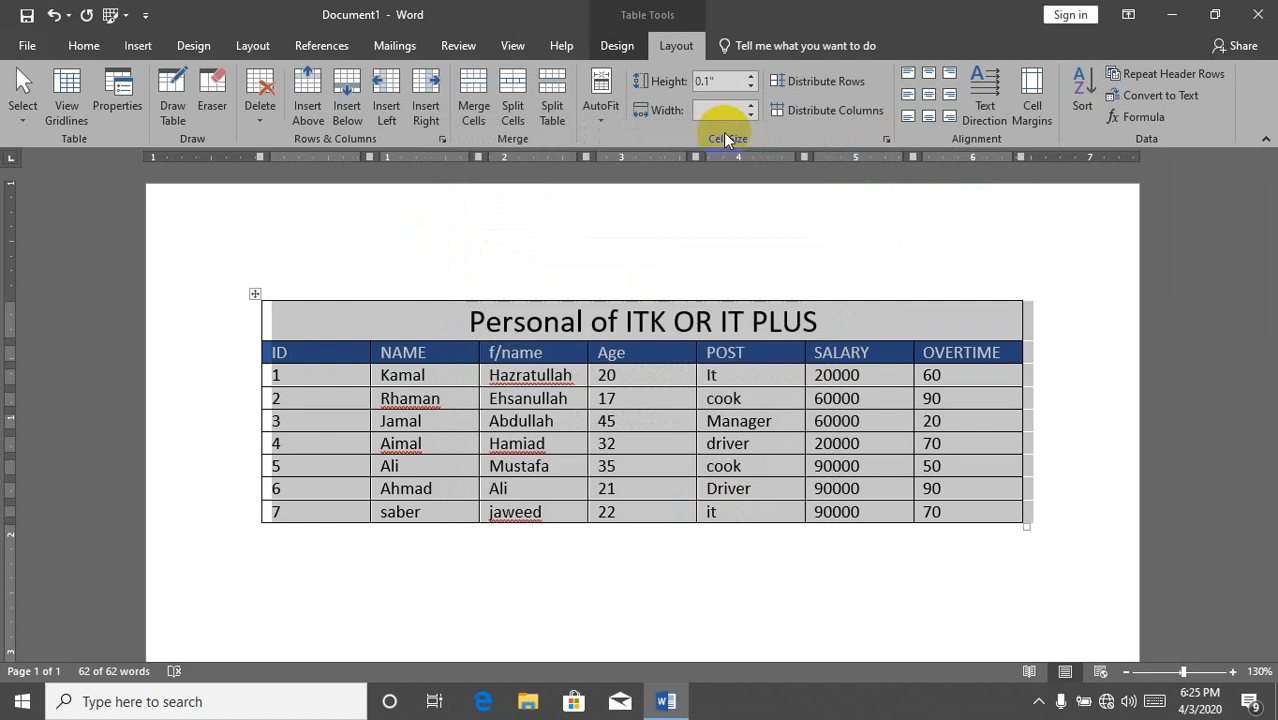 Document1 - Word
Table Tools
Sign in
File Home Insert Design Layout References Mailings Review View Help Design Layout Tell me what you want to do Share
Select
View Gridlines
Properties
Table
Draw Table
Eraser
Draw
Delete
Insert Above
Insert Below
Insert Left
Insert Right
Rows & Columns
Merge Cells
Split Cells
Split Table
Merge
AutoFit
Height: 0.1"
Width:
Distribute Rows
Distribute Columns
Cell Size
Text Direction
Cell Margins
Alignment
Sort
Repeat Header Rows
Convert to Text
Formula
Data
1 1 2 3 4 5 6
Personal of ITK OR IT PLUS
ID NAME f/name Age POST SALARY OVERTIME
1 Kamal Hazratullah 20 It 20000 60
2 Rhaman Ehsanullah 17 cook 60000 90
3 Jamal Abdullah 45 Manager 60000 20
4 Aimal Hamiad 32 driver 20000 70
5 Ali Mustafa 35 cook 90000 50
6 Ahmad Ali 21 Driver 90000 90
7 saber jaweed 22 it 90000 70
Page 1 of 1 62 of 62 words 130%
Type here to search
6:25 PM
4/3/2020
9